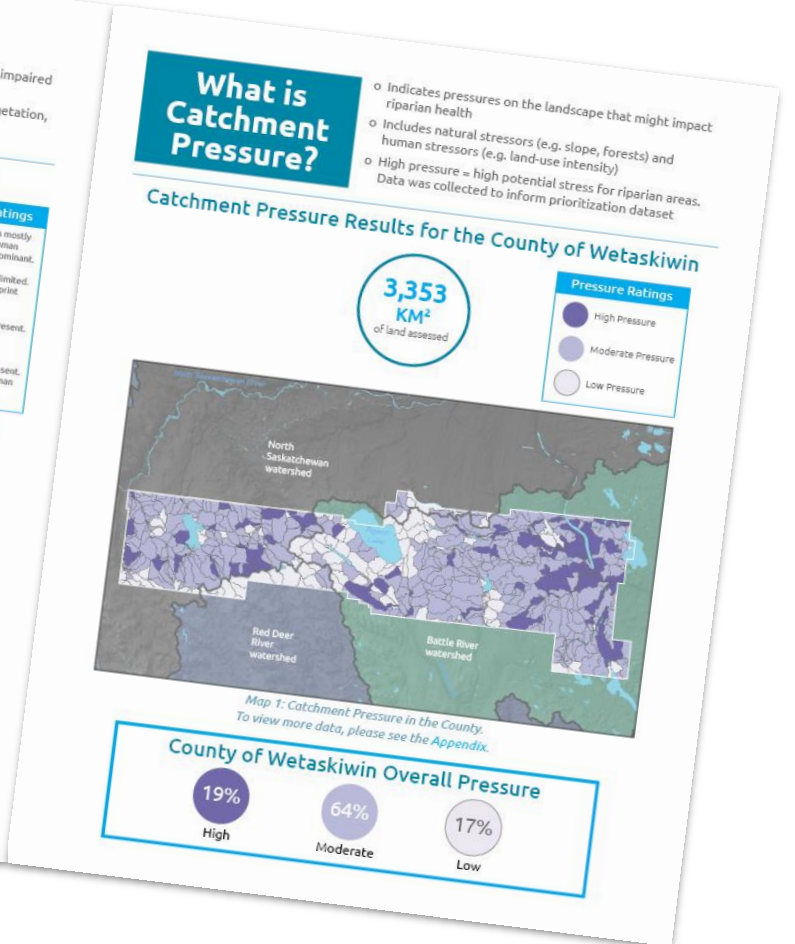 impaired
etation,
atings
mostly
man
ominant.
imited.
print
esent.
sent.
man
What is
Catchment
Pressure?
o Indicates pressures on the landscape that might impact
riparian health
o Includes natural stressors (e.g. slope, forests) and
human stressors (e.g. land-use intensity)
o High pressure = high potential stress for riparian areas.
Data was collected to inform prioritization dataset
Catchment Pressure Results for the County of Wetaskiwin
3,353
KM²
of land assessed
Pressure Ratings
High Pressure
Moderate Pressure
Low Pressure
North Saskatchewan River
North
Saskatchewan
watershed
Red Deer
River
watershed
Battle River
watershed
Map 1: Catchment Pressure in the County.
To view more data, please see the Appendix.
County of Wetaskiwin Overall Pressure
19%
High
64%
Moderate
17%
Low